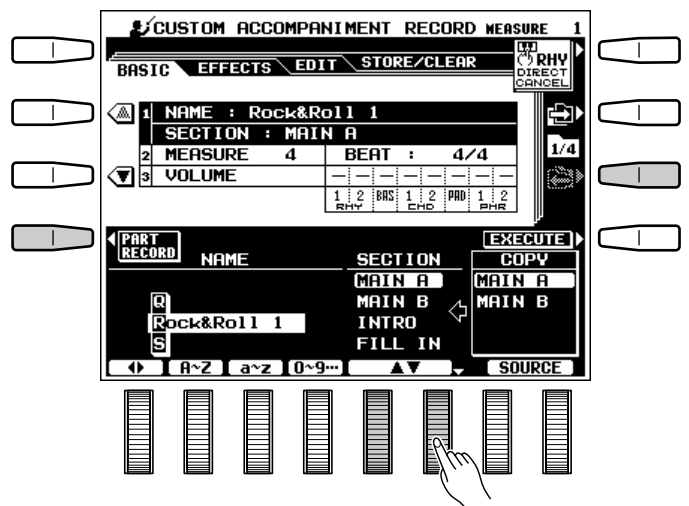 CUSTOM ACCOMPANIMENT RECORD MEASURE 1
BASIC EFFECTS EDIT STORE/CLEAR
RHY
DIRECT
CANCEL
1 NAME : Rock&Roll 1
SECTION : MAIN A
2 MEASURE 4 BEAT : 4/4
1/4
3 VOLUME — — — — — — — —
1 2 BAS 1 2 PAD 1 2
RHY CHD PHR
PART
RECORD
EXECUTE
NAME SECTION COPY
MAIN A MAIN A
Q MAIN B MAIN B
Rock&Roll 1 INTRO
S FILL IN
A~Z a~z 0~9… ▲▼ SOURCE